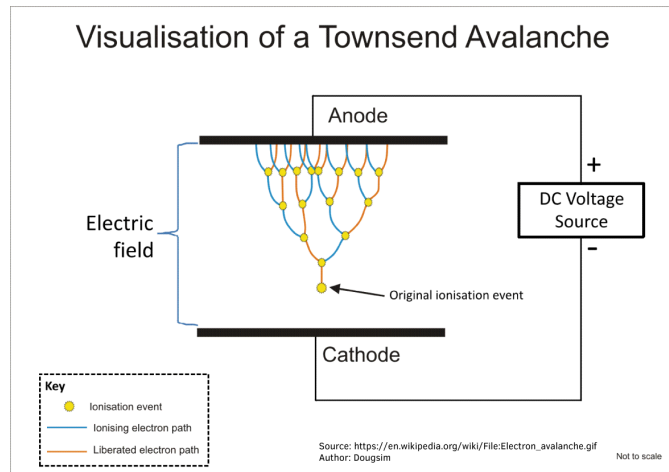 Visualisation of a Townsend Avalanche
Anode
+
Electric
field
DC Voltage
Source
-
Original ionisation event
Cathode
Key
Ionisation event
Ionising electron path
Liberated electron path
Source: https://en.wikipedia.org/wiki/File:Electron_avalanche.gif
Author: Dougsim
Not to scale